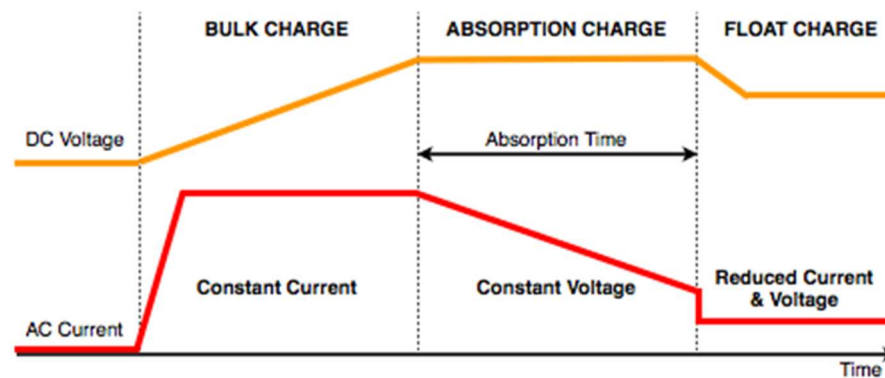 BULK CHARGE
ABSORPTION CHARGE
FLOAT CHARGE
DC Voltage
Absorption Time
Constant Current
Constant Voltage
Reduced Current
& Voltage
AC Current
Time